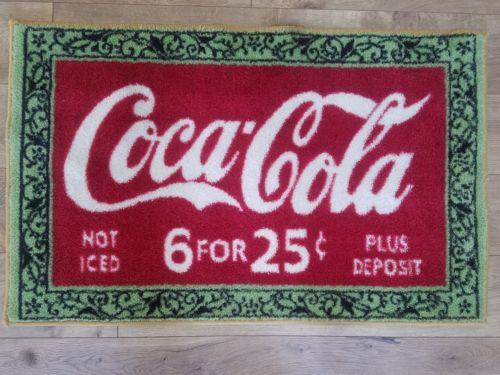 Coca-Cola
NOT ICED
6 FOR 25¢
PLUS DEPOSIT